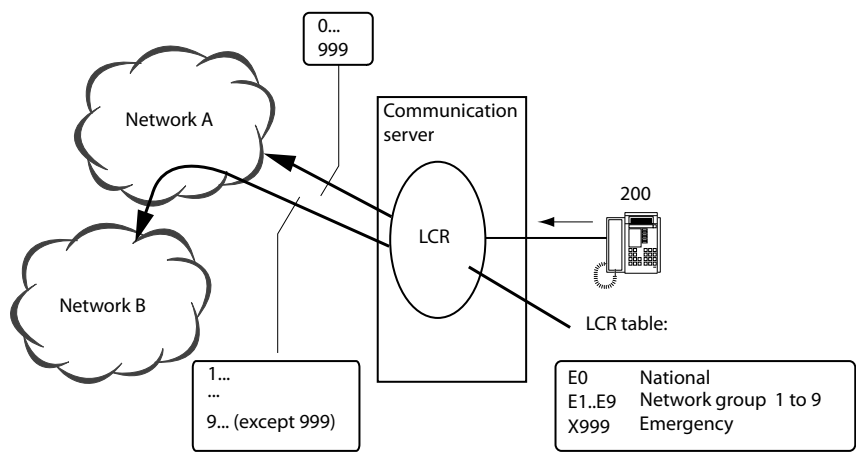 0...
999
Network A
Communication
server
200
LCR
Network B
LCR table:
1...
...
9... (except 999)
E0 National
E1..E9 Network group 1 to 9
X999 Emergency